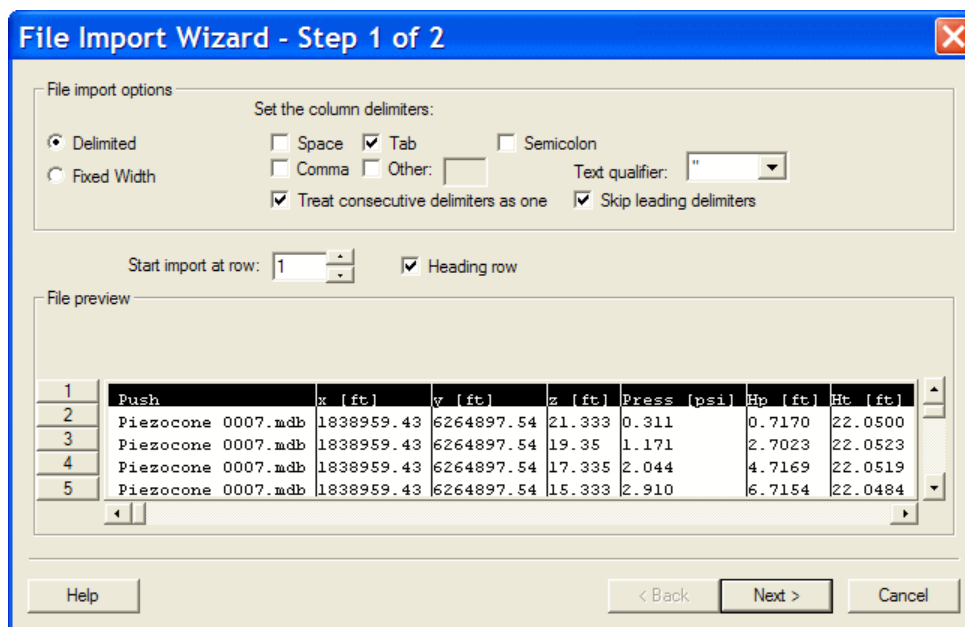 File Import Wizard - Step 1 of 2
File import options
Set the column delimiters:
Delimited
Space Tab Semicolon
Fixed Width
Comma Other:
Text qualifier: "
Treat consecutive delimiters as one Skip leading delimiters
Start import at row: 1 Heading row
File preview
1 Push x [ft] y [ft] z [ft] Press [psi] Hp [ft] Ht [ft]
2 Piezocone 0007.mdb 1838959.43 6264897.54 21.333 0.311 0.7170 22.0500
3 Piezocone 0007.mdb 1838959.43 6264897.54 19.35 1.171 2.7023 22.0523
4 Piezocone 0007.mdb 1838959.43 6264897.54 17.335 2.044 4.7169 22.0519
5 Piezocone 0007.mdb 1838959.43 6264897.54 15.333 2.910 6.7154 22.0484
Help < Back Next > Cancel